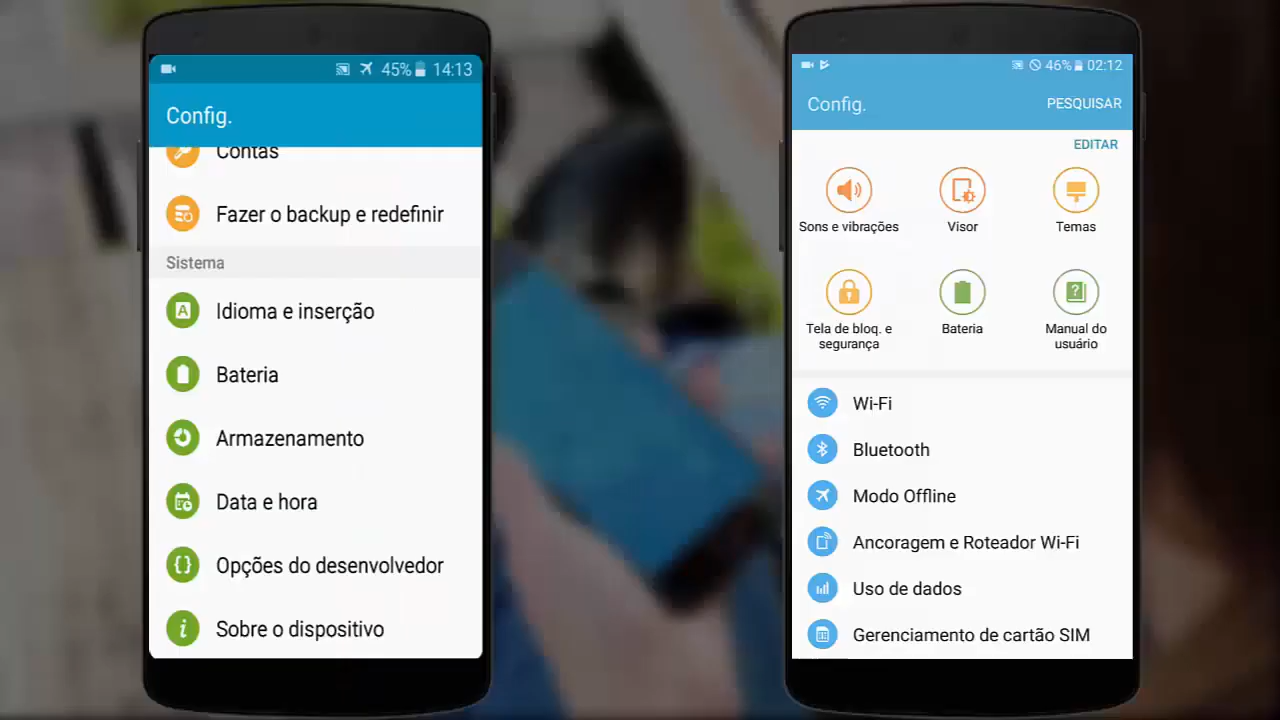 45% 14:13
Config.
Contas
Fazer o backup e redefinir
Sistema
Idioma e inserção
Bateria
Armazenamento
Data e hora
Opções do desenvolvedor
Sobre o dispositivo
46% 02:12
Config. PESQUISAR
EDITAR
Sons e vibrações Visor Temas
Tela de bloq. e segurança Bateria Manual do usuário
Wi-Fi
Bluetooth
Modo Offline
Ancoragem e Roteador Wi-Fi
Uso de dados
Gerenciamento de cartão SIM